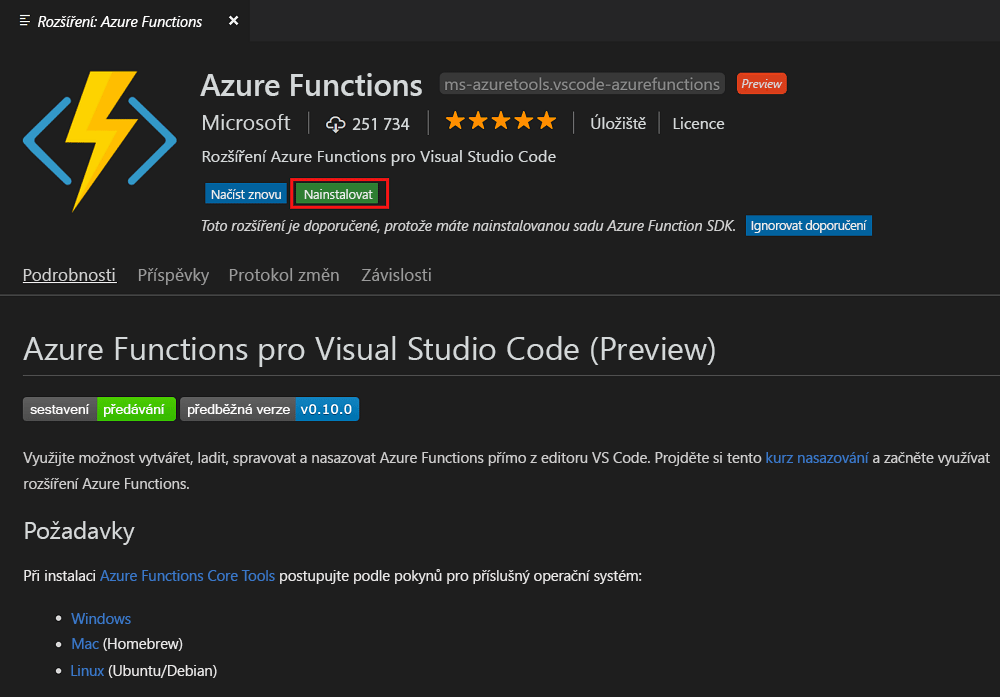 Rozšíření: Azure Functions
Azure Functions ms-azuretools.vscode-azurefunctions Preview
Microsoft 251 734 Úložiště Licence
Rozšíření Azure Functions pro Visual Studio Code
Načíst znovu Nainstalovat
Toto rozšíření je doporučené, protože máte nainstalovanou sadu Azure Function SDK. Ignorovat doporučení
Podrobnosti Příspěvky Protokol změn Závislosti
Azure Functions pro Visual Studio Code (Preview)
sestavení předávání předběžná verze v0.10.0
Využijte možnost vytvářet, ladit, spravovat a nasazovat Azure Functions přímo z editoru VS Code. Projděte si tento kurz nasazování a začněte využívat
rozšíření Azure Functions.
Požadavky
Při instalaci Azure Functions Core Tools postupujte podle pokynů pro příslušný operační systém:
• Windows
• Mac (Homebrew)
• Linux (Ubuntu/Debian)